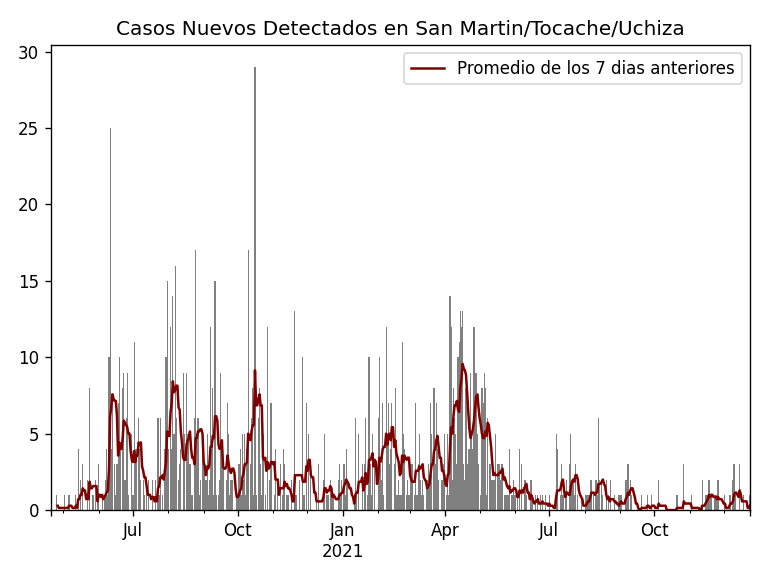 Casos Nuevos Detectados en San Martin/Tocache/Uchiza
Promedio de los 7 dias anteriores
30
25
20
15
10
5
0
Jul Oct Jan Apr Jul Oct
2021